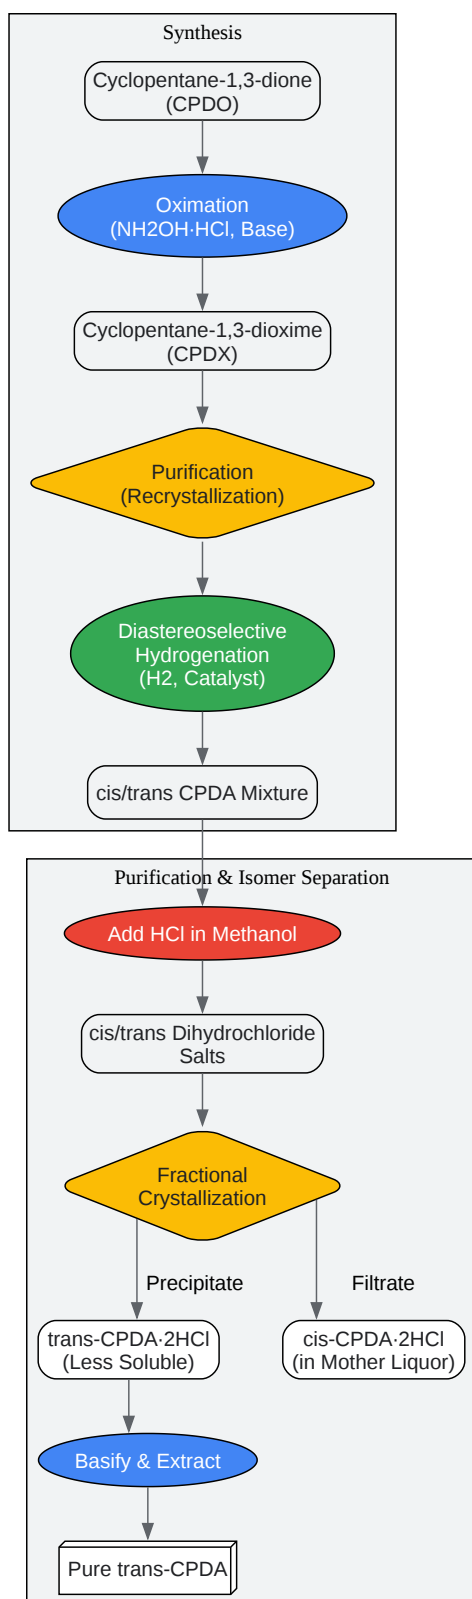 Synthesis
Cyclopentane-1,3-dione
(CPDO)
Oximation
(NH2OH·HCl, Base)
Cyclopentane-1,3-dioxime
(CPDX)
Purification
(Recrystallization)
Diastereoselective
Hydrogenation
(H2, Catalyst)
cis/trans CPDA Mixture
Purification & Isomer Separation
Add HCl in Methanol
cis/trans Dihydrochloride
Salts
Fractional
Crystallization
Precipitate
Filtrate
trans-CPDA·2HCl
(Less Soluble)
cis-CPDA·2HCl
(in Mother Liquor)
Basify & Extract
Pure trans-CPDA